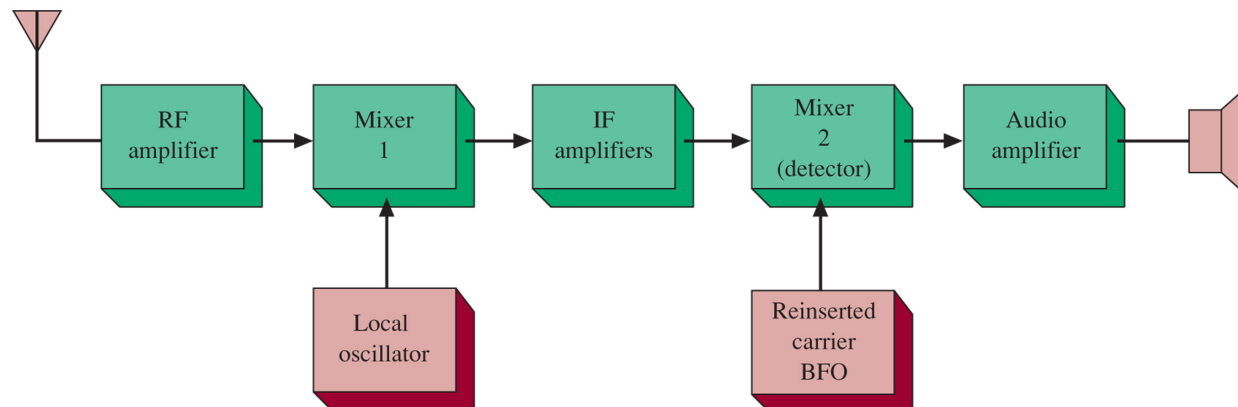 RF
amplifier
Mixer
1
IF
amplifiers
Mixer
2
(detector)
Audio
amplifier
Local
oscillator
Reinserted
carrier
BFO